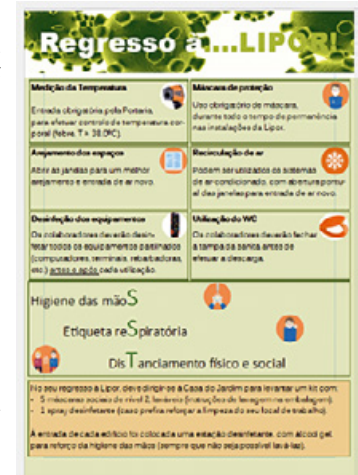 Regresso à...LIPOR!
Medição da Temperatura
Entrada obrigatória pela Portaria,
para efetuar controlo de temperatura cor-
poral (febre, T > 38.0ºC).
Máscara de proteção
Uso obrigatório de máscara,
durante todo o tempo de permanência
nas instalações da Lipor.
Arejamento dos espaços
Abrir as janelas para um melhor
arejamento e entrada de ar novo.
Recirculação de ar
Podem ser utilizados os sistemas
de ar condicionado, com abertura pontu-
al das janelas para entrada de ar novo.
Desinfeção dos equipamentos
Os colaboradores deverão desin-
fetar todos os equipamentos partilhados
(computadores, terminais, rebarbadoras,
etc.) antes e após cada utilização.
Utilização do WC
Os colaboradores deverão fechar
a tampa da sanita antes de
efetuar a descarga.
Higiene das mãoS
Etiqueta reSpiratória
DisTanciamento físico e social
No seu regresso à Lipor, deve dirigir-se à Casa do Jardim para levantar um kit com:
- 5 máscaras sociais de nível 2, laváveis (instruções de lavagem na embalagem).
- 1 spray desinfetante (caso prefira reforçar a limpeza do seu local de trabalho).
À entrada de cada edifício foi colocada uma estação desinfetante, com álcool gel,
para reforço da higiene das mãos (sempre que não seja possível lavá-las).